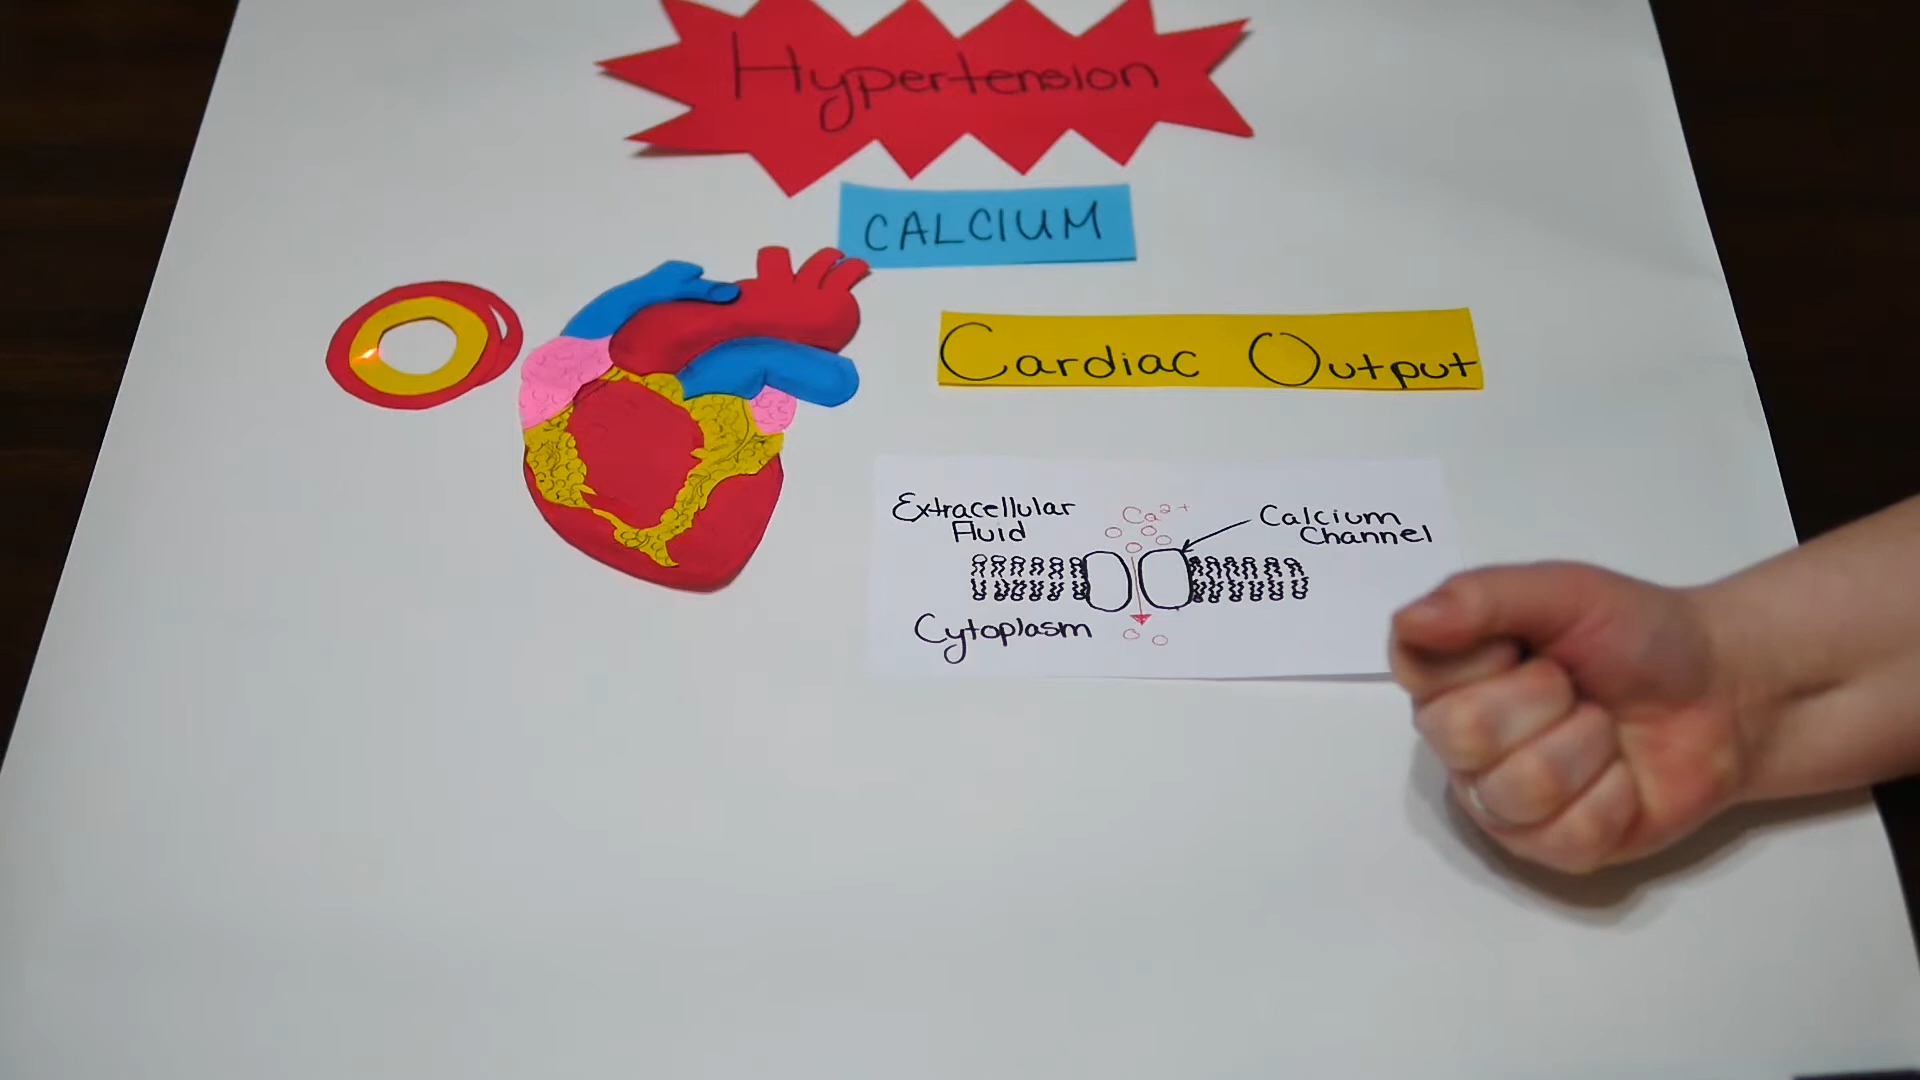 Hypertension
CALCIUM
Cardiac Output
Extracellular
Fluid
Ca²⁺
Calcium
Channel
Cytoplasm